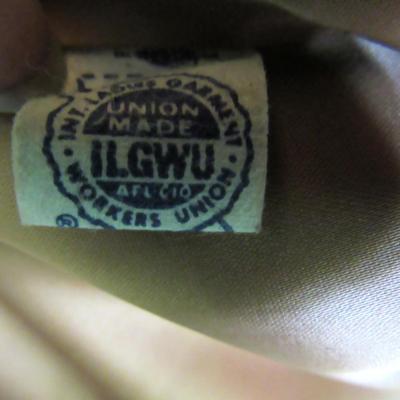 INT'L LADIES GARMENT
UNION
MADE
ILGWU
AFL-CIO
WORKERS UNION
®